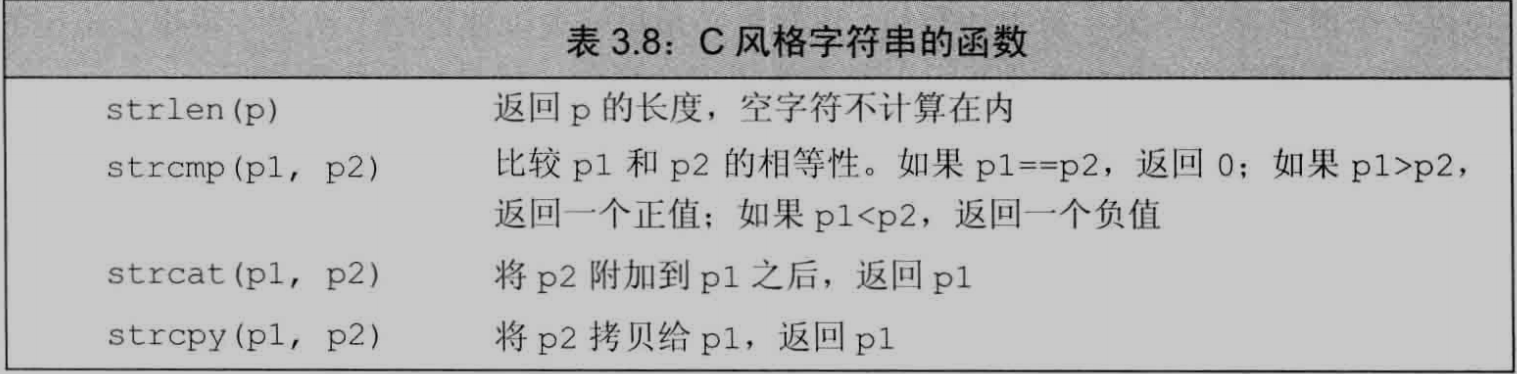 表 3.8：C 风格字符串的函数
strlen(p) 返回 p 的长度，空字符不计算在内
strcmp(p1, p2) 比较 p1 和 p2 的相等性。如果 p1==p2，返回 0；如果 p1>p2，
返回一个正值；如果 p1<p2，返回一个负值
strcat(p1, p2) 将 p2 附加到 p1 之后，返回 p1
strcpy(p1, p2) 将 p2 拷贝给 p1，返回 p1